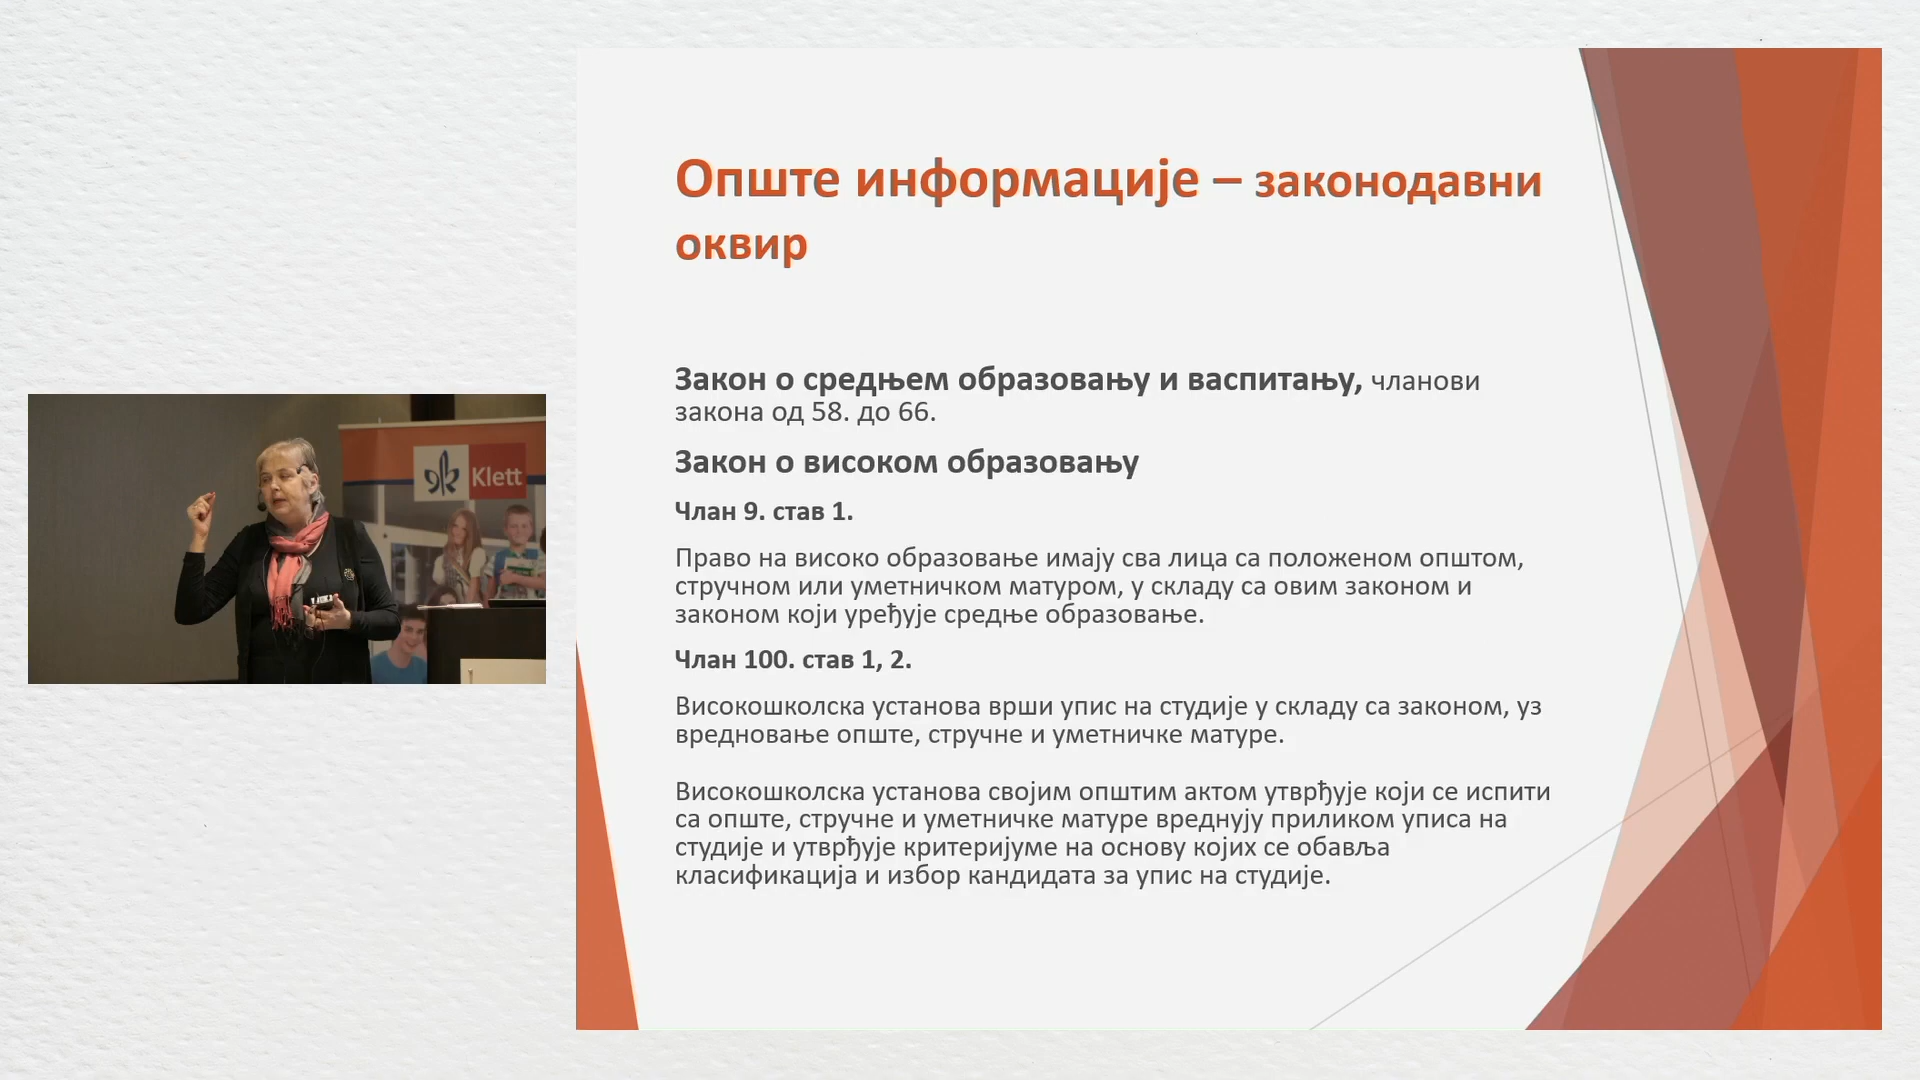 Опште информације – законодавни
оквир
Закон о средњем образовању и васпитању, чланови
закона од 58. до 66.
Закон о високом образовању
Члан 9. став 1.
Право на високо образовање имају сва лица са положеном општом,
стручном или уметничком матуром, у складу са овим законом и
законом који уређује средње образовање.
Члан 100. став 1, 2.
Високошколска установа врши упис на студије у складу са законом, уз
вредновање опште, стручне и уметничке матуре.
Високошколска установа својим општим актом утврђује који се испити
са опште, стручне и уметничке матуре вреднују приликом уписа на
студије и утврђује критеријуме на основу којих се обавља
класификација и избор кандидата за упис на студије.
Klett